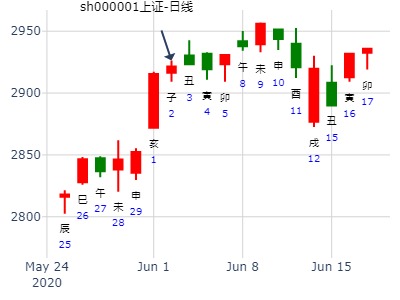 sh000001上证-日线
2950
2900
2850
2800
辰
25
巳
26
午
27
未
28
申
29
亥
1
子
2
丑
3
寅
4
卯
5
午
8
未
9
申
10
酉
11
戌
12
丑
15
寅
16
卯
17
May 24
2020
Jun 1
Jun 8
Jun 15